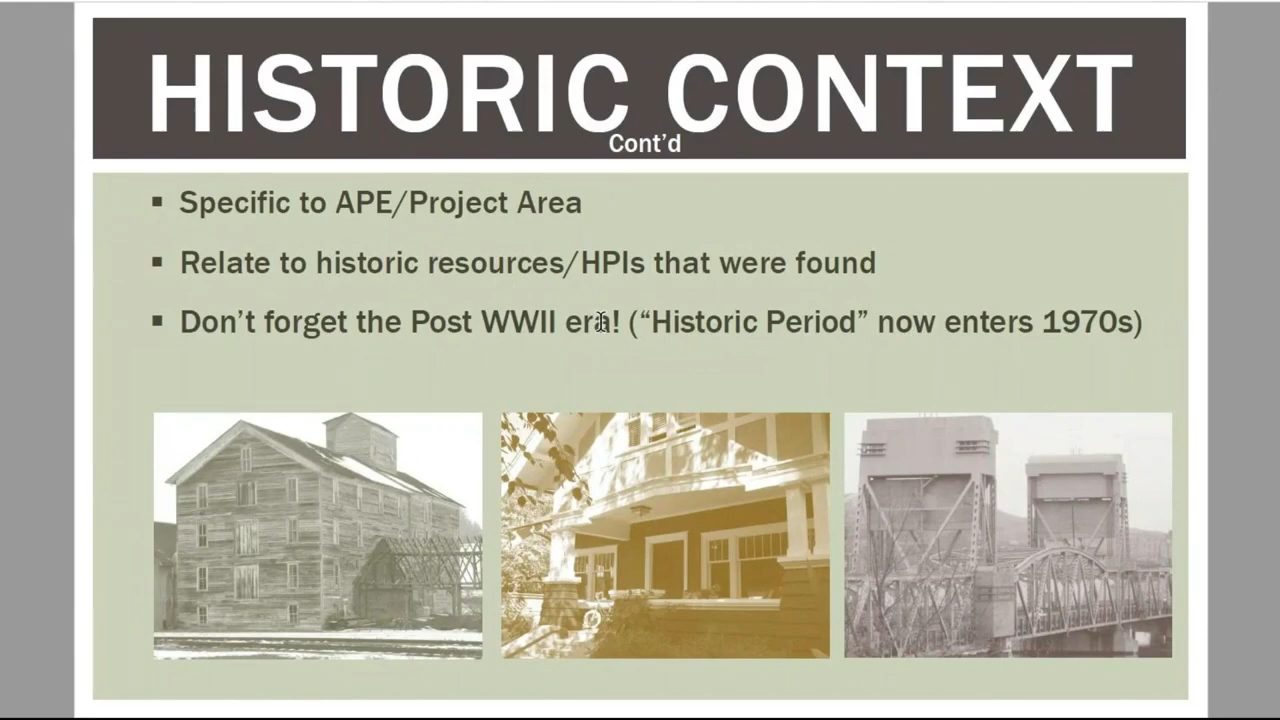 HISTORIC CONTEXT
Cont’d
▪ Specific to APE/Project Area
▪ Relate to historic resources/HPIs that were found
▪ Don’t forget the Post WWII era! (“Historic Period” now enters 1970s)